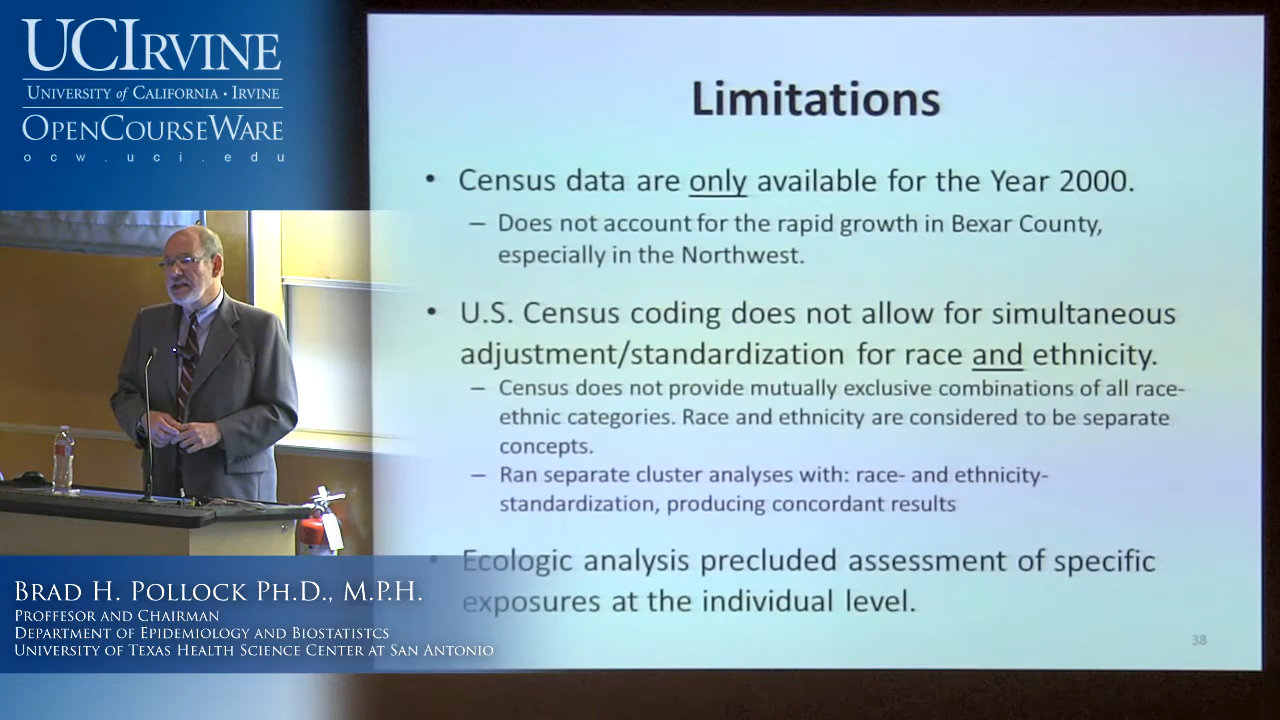 UCIRVINE
UNIVERSITY of CALIFORNIA · IRVINE
OPENCOURSEWARE
ocw.uci.edu
Limitations
• Census data are only available for the Year 2000.
– Does not account for the rapid growth in Bexar County,
especially in the Northwest.
• U.S. Census coding does not allow for simultaneous
adjustment/standardization for race and ethnicity.
– Census does not provide mutually exclusive combinations of all race-
ethnic categories. Race and ethnicity are considered to be separate
concepts.
– Ran separate cluster analyses with: race- and ethnicity-
standardization, producing concordant results
• Ecologic analysis precluded assessment of specific
exposures at the individual level.
38
BRAD H. POLLOCK PH.D., M.P.H.
PROFFESOR AND CHAIRMAN
DEPARTMENT OF EPIDEMIOLOGY AND BIOSTATISTCS
UNIVERSITY OF TEXAS HEALTH SCIENCE CENTER AT SAN ANTONIO